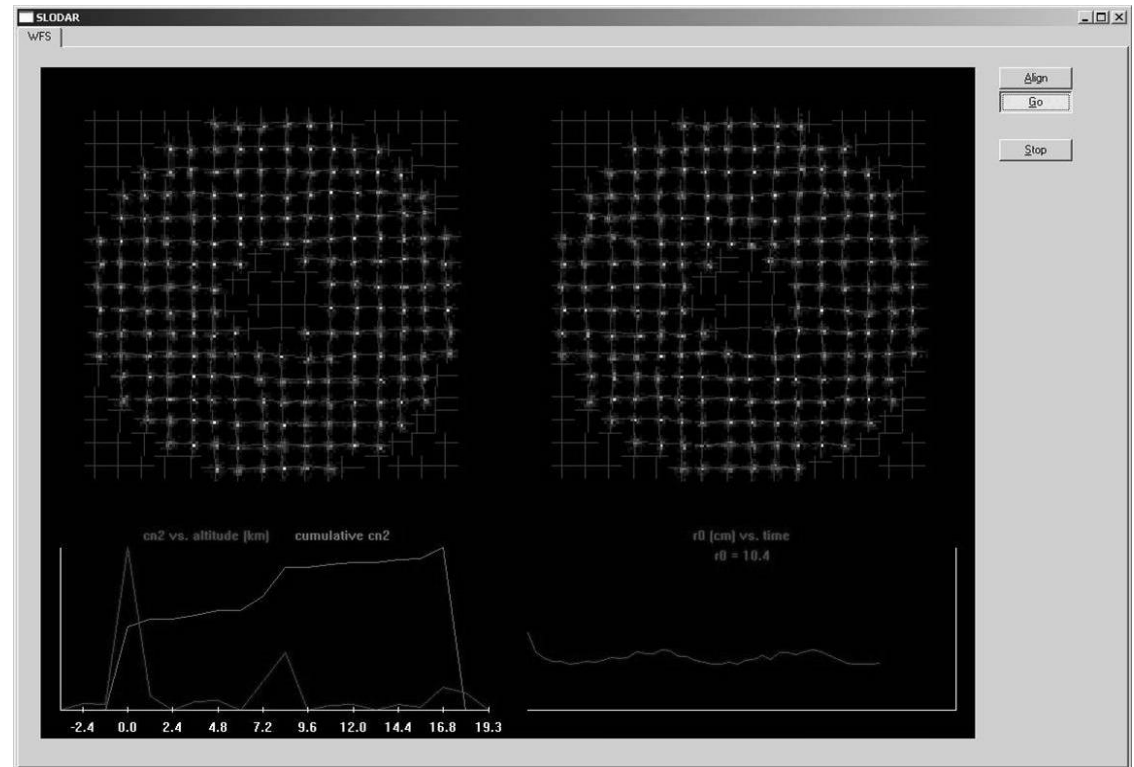 SLODAR
WFS
Align
Go
Stop
cn2 vs. altitude (km) cumulative cn2
r0 (cm) vs. time
r0 = 10.4
-2.4 0.0 2.4 4.8 7.2 9.6 12.0 14.4 16.8 19.3